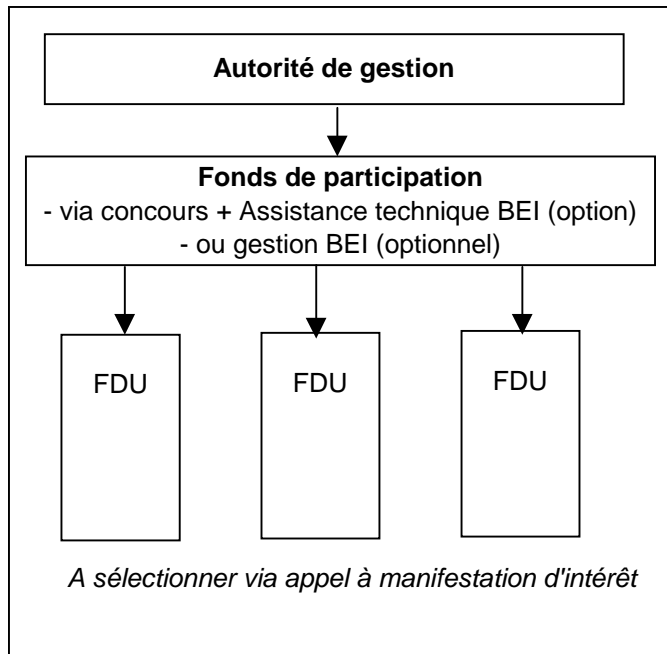 Autorité de gestion
Fonds de participation
- via concours + Assistance technique BEI (option)
- ou gestion BEI (optionnel)
FDU
FDU
FDU
A sélectionner via appel à manifestation d'intérêt